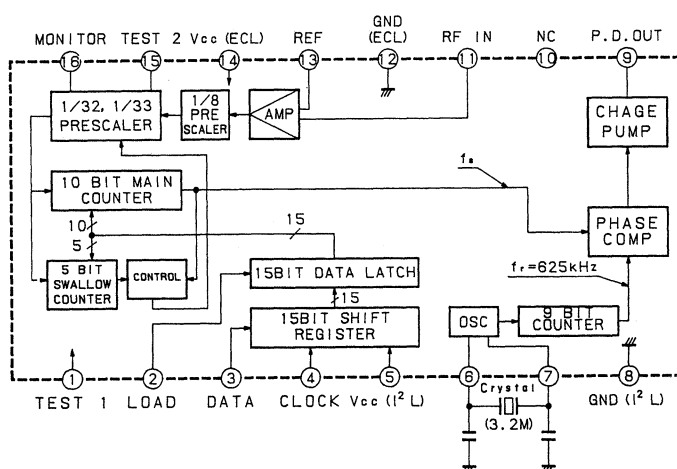 MONITOR TEST 2 Vcc (ECL) REF GND (ECL) RF IN NC P.D.OUT
16 15 14 13 12 11 10 9
1/32, 1/33 PRESCALER
1/8 PRE SCALER
AMP
CHAGE PUMP
10 BIT MAIN COUNTER
fs
10
5
15
PHASE COMP
5 BIT SWALLOW COUNTER
CONTROL
15BIT DATA LATCH
fr=625kHz
15
15BIT SHIFT REGISTER
OSC
9 BIT COUNTER
1 2 3 4 5 6 7 8
TEST 1 LOAD DATA CLOCK Vcc (I² L) Crystal GND (I² L)
(3.2M)